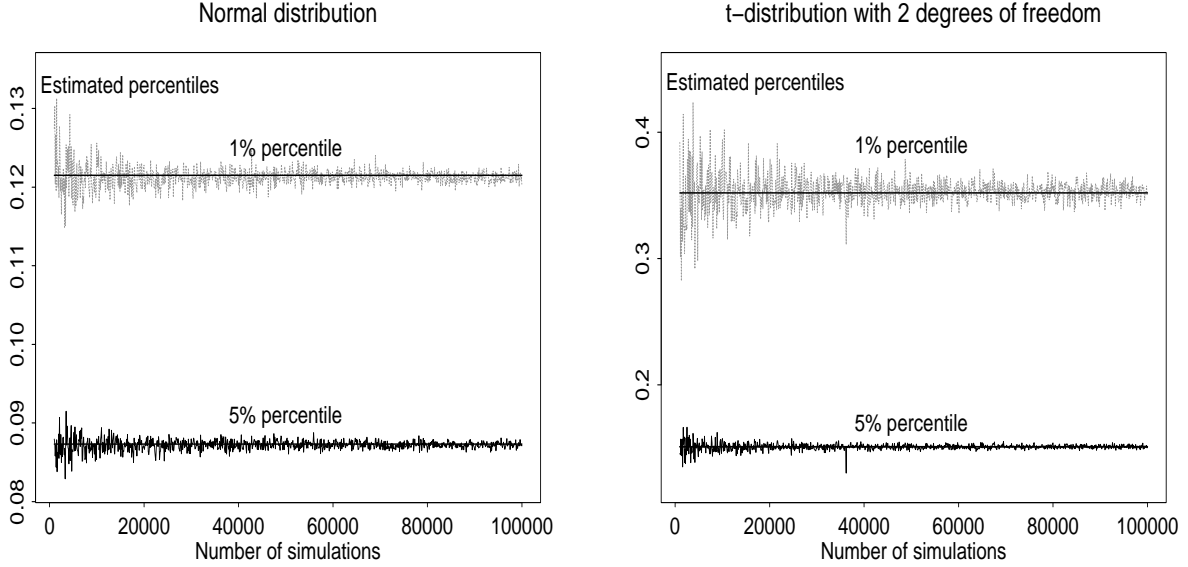 Normal distribution
Estimated percentiles
1% percentile
5% percentile
0.13
0.12
0.11
0.10
0.09
0.08
0 20000 40000 60000 80000 100000
Number of simulations
t−distribution with 2 degrees of freedom
Estimated percentiles
1% percentile
5% percentile
0.4
0.3
0.2
0 20000 40000 60000 80000 100000
Number of simulations